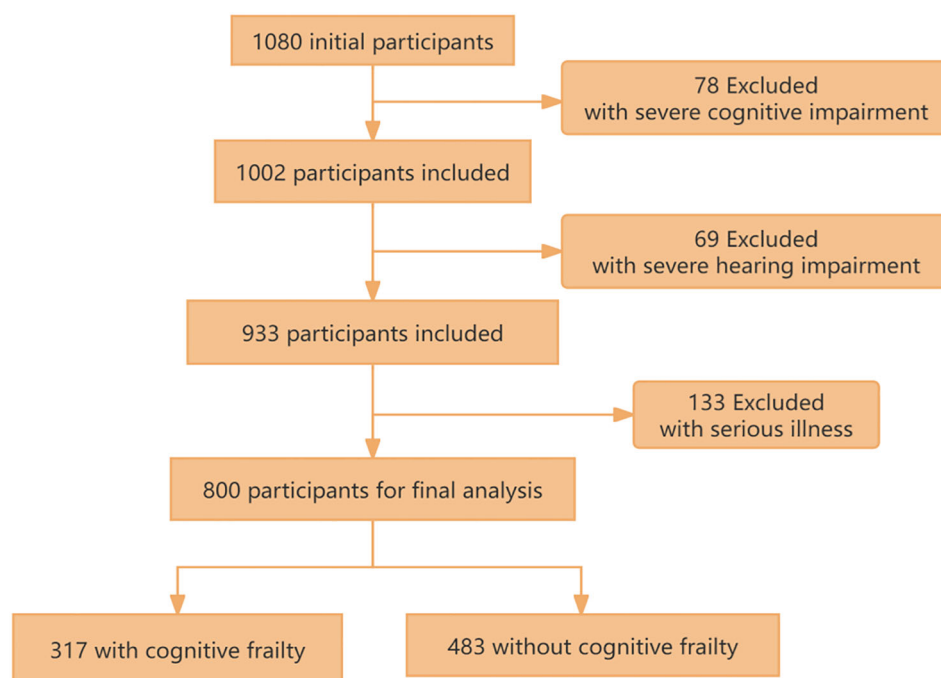 1080 initial participants
78 Excluded
with severe cognitive impairment
1002 participants included
69 Excluded
with severe hearing impairment
933 participants included
133 Excluded
with serious illness
800 participants for final analysis
317 with cognitive frailty
483 without cognitive frailty